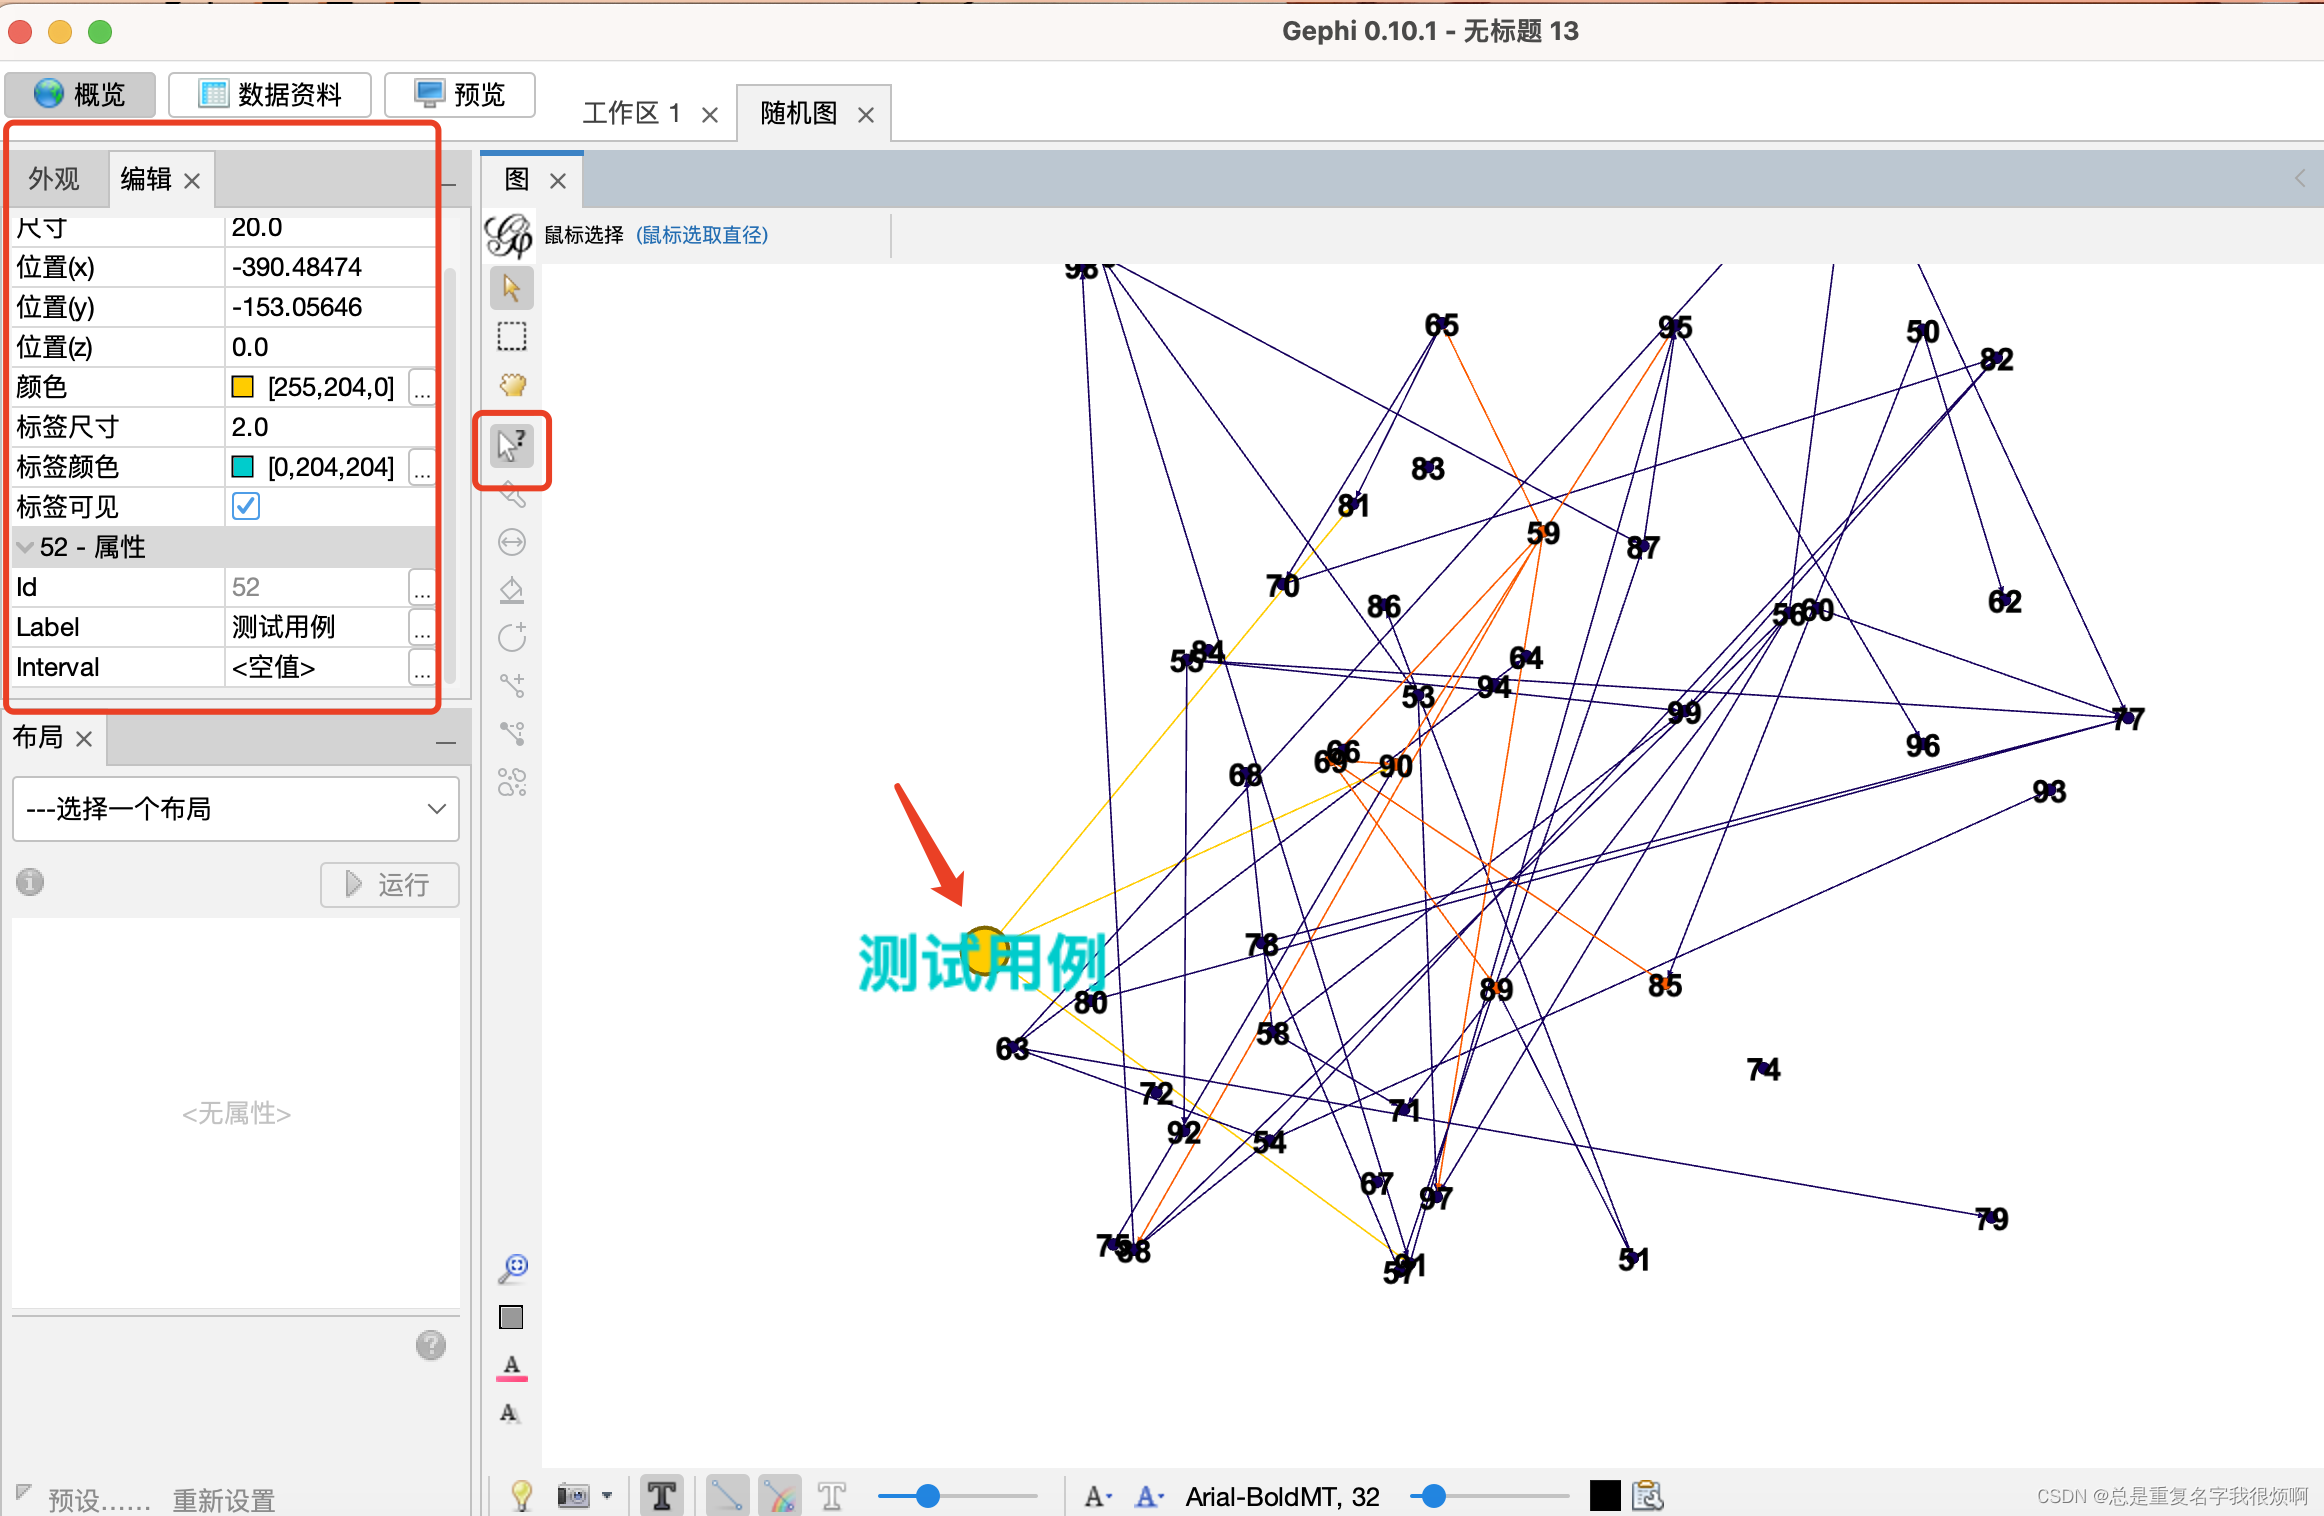 Gephi 0.10.1 - 无标题 13
概览 数据资料 预览 工作区 1 随机图
外观 编辑
尺寸 20.0
位置(x) -390.48474
位置(y) -153.05646
位置(z) 0.0
颜色 [255,204,0] ...
标签尺寸 2.0
标签颜色 [0,204,204] ...
标签可见
52 - 属性
Id 52 ...
Label 测试用例 ...
Interval <空值> ...
布局
---选择一个布局
运行
<无属性>
预设…… 重新设置
图
鼠标选择 (鼠标选取直径)
98
65
95
50
82
83
81
59
87
70
86
62
56
60
84
55
64
94
53
99
77
66
69
90
68
96
93
测试用例
78
80
89
85
58
63
74
72
71
92
54
67
97
79
75
88
91
57
51
Arial-BoldMT, 32
CSDN @总是重复名字我很烦啊